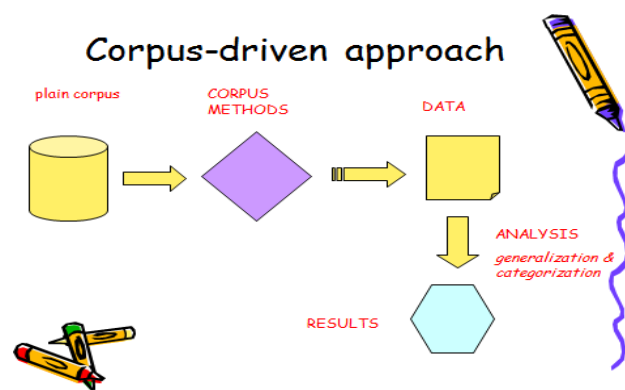 Corpus-driven approach
plain corpus
CORPUS
METHODS
DATA
ANALYSIS
generalization &
categorization
RESULTS